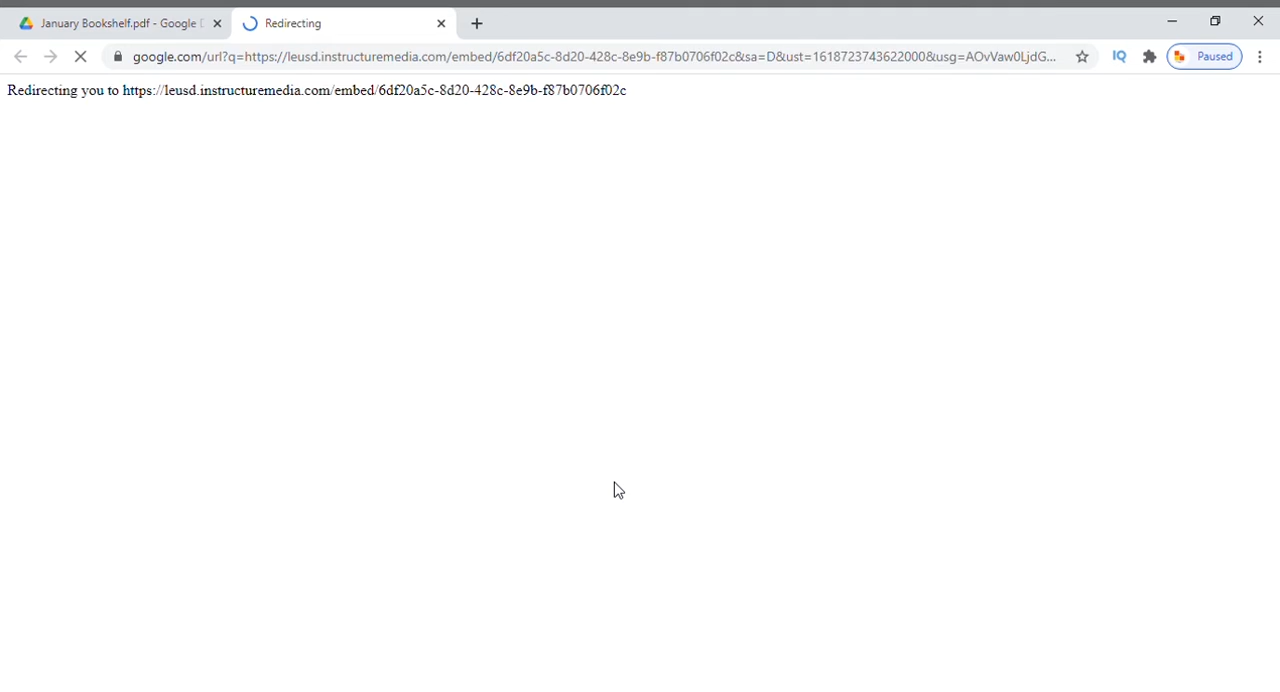 January Bookshelf.pdf - Google D
Redirecting
google.com/url?q=https://leusd.instructuremedia.com/embed/6df20a5c-8d20-428c-8e9b-f87b0706f02c&sa=D&ust=1618723743622000&usg=AOvVaw0LjdG...
IQ
Paused
Redirecting you to https://leusd.instructuremedia.com/embed/6df20a5c-8d20-428c-8e9b-f87b0706f02c